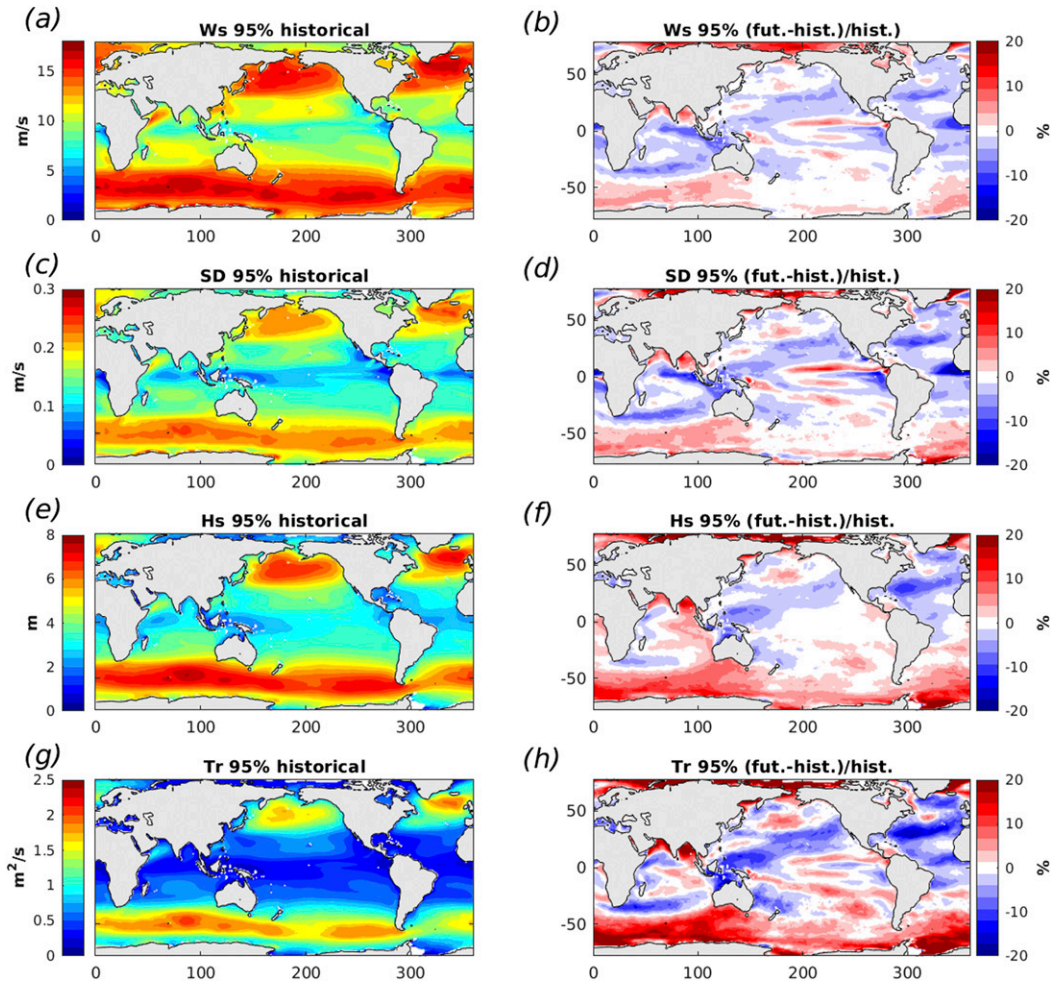 (a) Ws 95% historical
m/s
15
10
5
0
0 100 200 300
(b) Ws 95% (fut.-hist.)/hist.)
50
0
-50
0 100 200 300
20
10
0
-10
-20
%
(c) SD 95% historical
m/s
0.3
0.2
0.1
0
0 100 200 300
(d) SD 95% (fut.-hist.)/hist.)
50
0
-50
0 100 200 300
20
10
0
-10
-20
%
(e) Hs 95% historical
m
8
6
4
2
0
0 100 200 300
(f) Hs 95% (fut.-hist.)/hist.
50
0
-50
0 100 200 300
20
10
0
-10
-20
%
(g) Tr 95% historical
m²/s
2.5
2
1.5
1
0.5
0
0 100 200 300
(h) Tr 95% (fut.-hist.)/hist.
50
0
-50
0 100 200 300
20
10
0
-10
-20
%